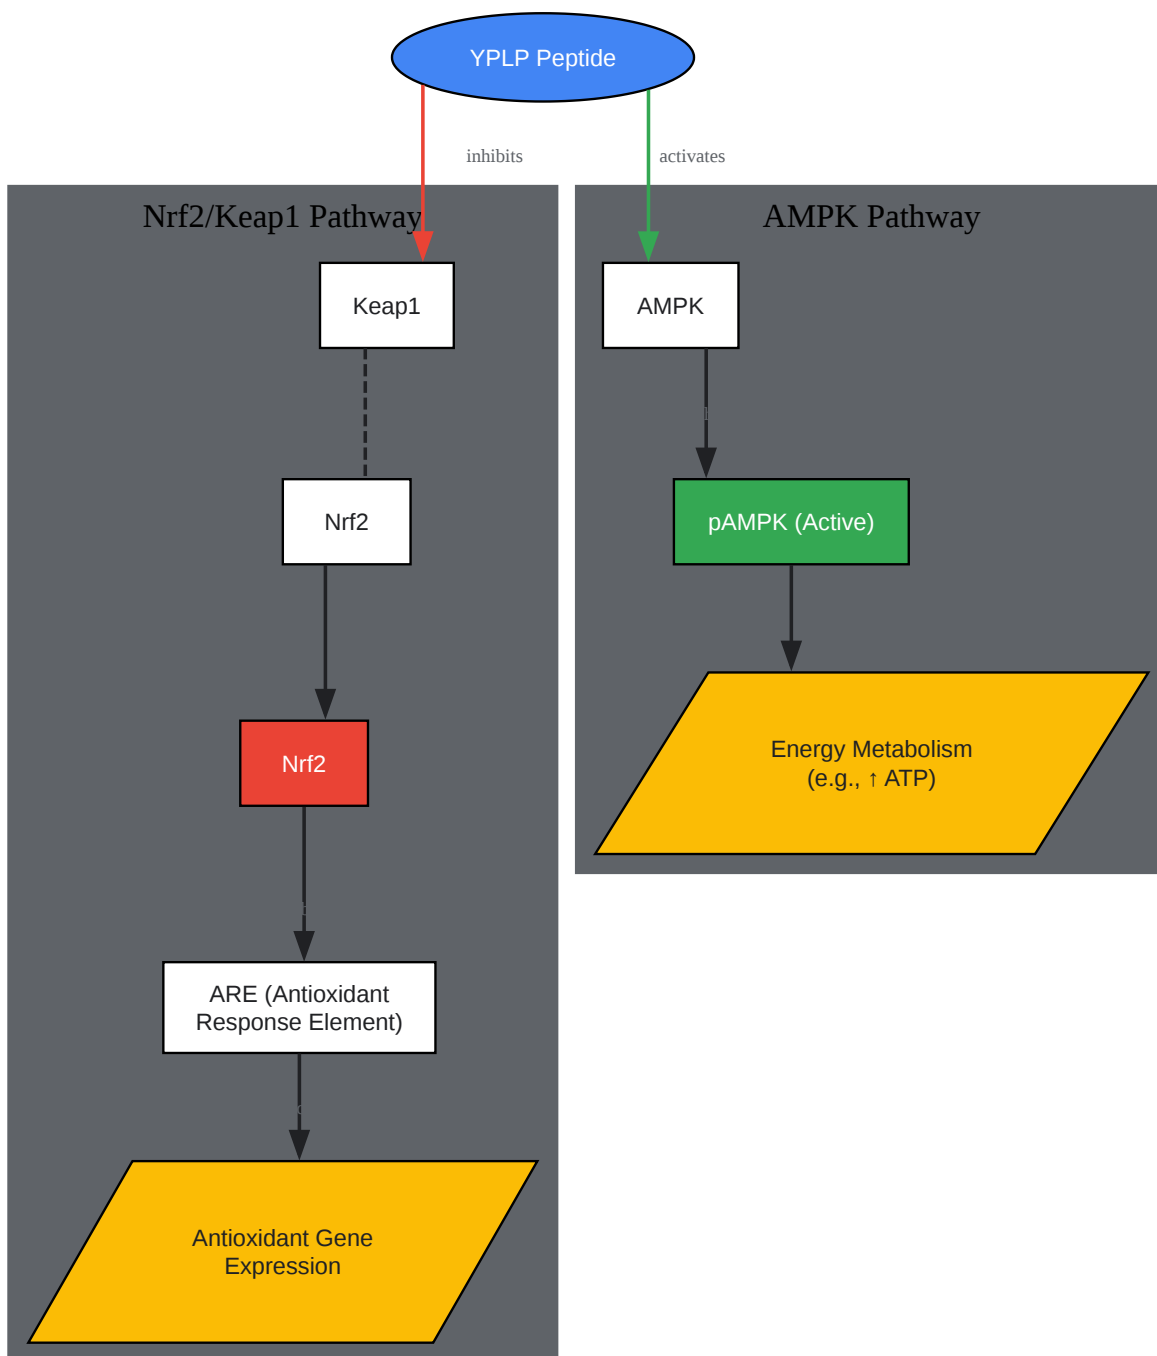 YPLP Peptide
inhibits
activates
Nrf2/Keap1 Pathway
AMPK Pathway
Keap1
AMPK
Nrf2
pAMPK (Active)
Nrf2
Energy Metabolism
(e.g., ↑ ATP)
ARE (Antioxidant
Response Element)
Antioxidant Gene
Expression